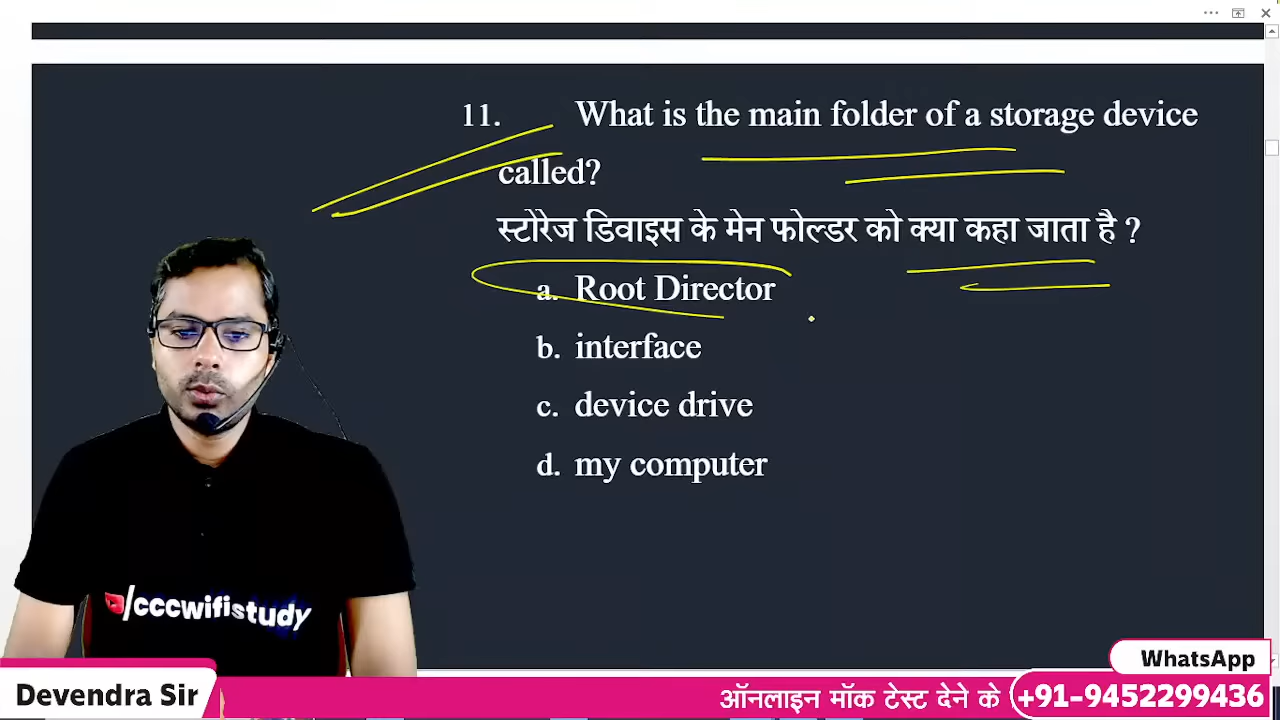 11. What is the main folder of a storage device
called?
स्टोरेज डिवाइस के मेन फोल्डर को क्या कहा जाता है ?
a. Root Director
b. interface
c. device drive
d. my computer
/cccwifistudy
WhatsApp
Devendra Sir
ऑनलाइन मॉक टेस्ट देने के
+91-9452299436